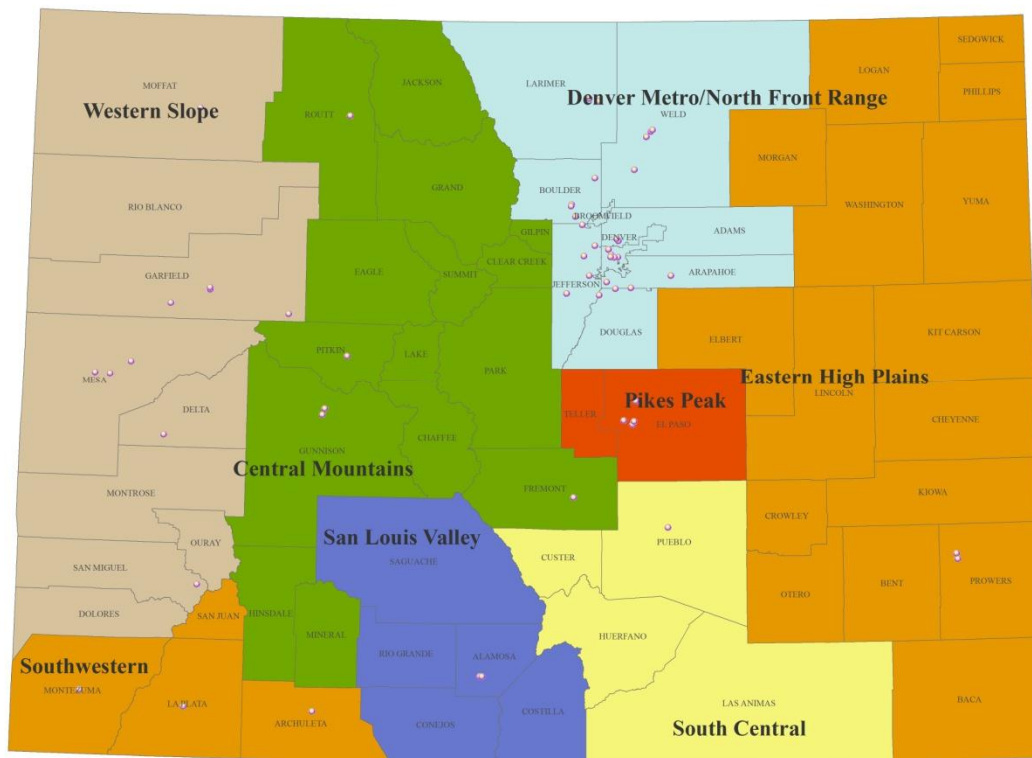 SEDGWICK
LOGAN
JACKSON
LARIMER
MOFFAT
PHILLIPS
Denver Metro/North Front Range
Western Slope
ROUTT
WELD
MORGAN
GRAND
BOULDER
WASHINGTON
YUMA
RIO BLANCO
BROOMFIELD
ADAMS
GILPIN
DENVER
EAGLE
CLEAR CREEK
GARFIELD
SUMMIT
ARAPAHOE
JEFFERSON
DOUGLAS
KIT CARSON
ELBERT
PITKIN
LAKE
PARK
Eastern High Plains
MESA
LINCOLN
Pikes Peak
DELTA
TELLER
CHEYENNE
EL PASO
GUNNISON
CHAFFEE
Central Mountains
FREMONT
MONTROSE
KIOWA
CROWLEY
San Louis Valley
OURAY
PUEBLO
CUSTER
SAGUACHE
SAN MIGUEL
BENT
PROWERS
OTERO
DOLORES
SAN JUAN
HINSDALE
MINERAL
HUERFANO
RIO GRANDE
ALAMOSA
Southwestern
MONTEZUMA
LA PLATA
LAS ANIMAS
BACA
COSTILLA
ARCHULETA
CONEJOS
South Central